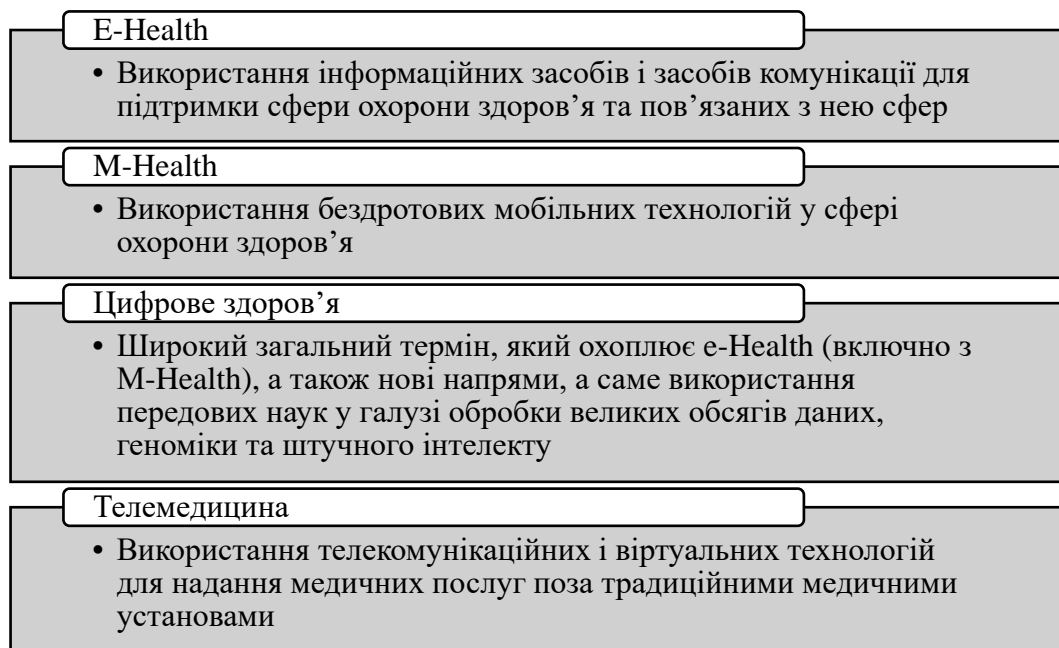 E-Health
• Використання інформаційних засобів і засобів комунікації для
підтримки сфери охорони здоров’я та пов’язаних з нею сфер
M-Health
• Використання бездротових мобільних технологій у сфері
охорони здоров’я
Цифрове здоров’я
• Широкий загальний термін, який охоплює e-Health (включно з
M-Health), а також нові напрями, а саме використання
передових наук у галузі обробки великих обсягів даних,
геноміки та штучного інтелекту
Телемедицина
• Використання телекомунікаційних і віртуальних технологій
для надання медичних послуг поза традиційними медичними
установами